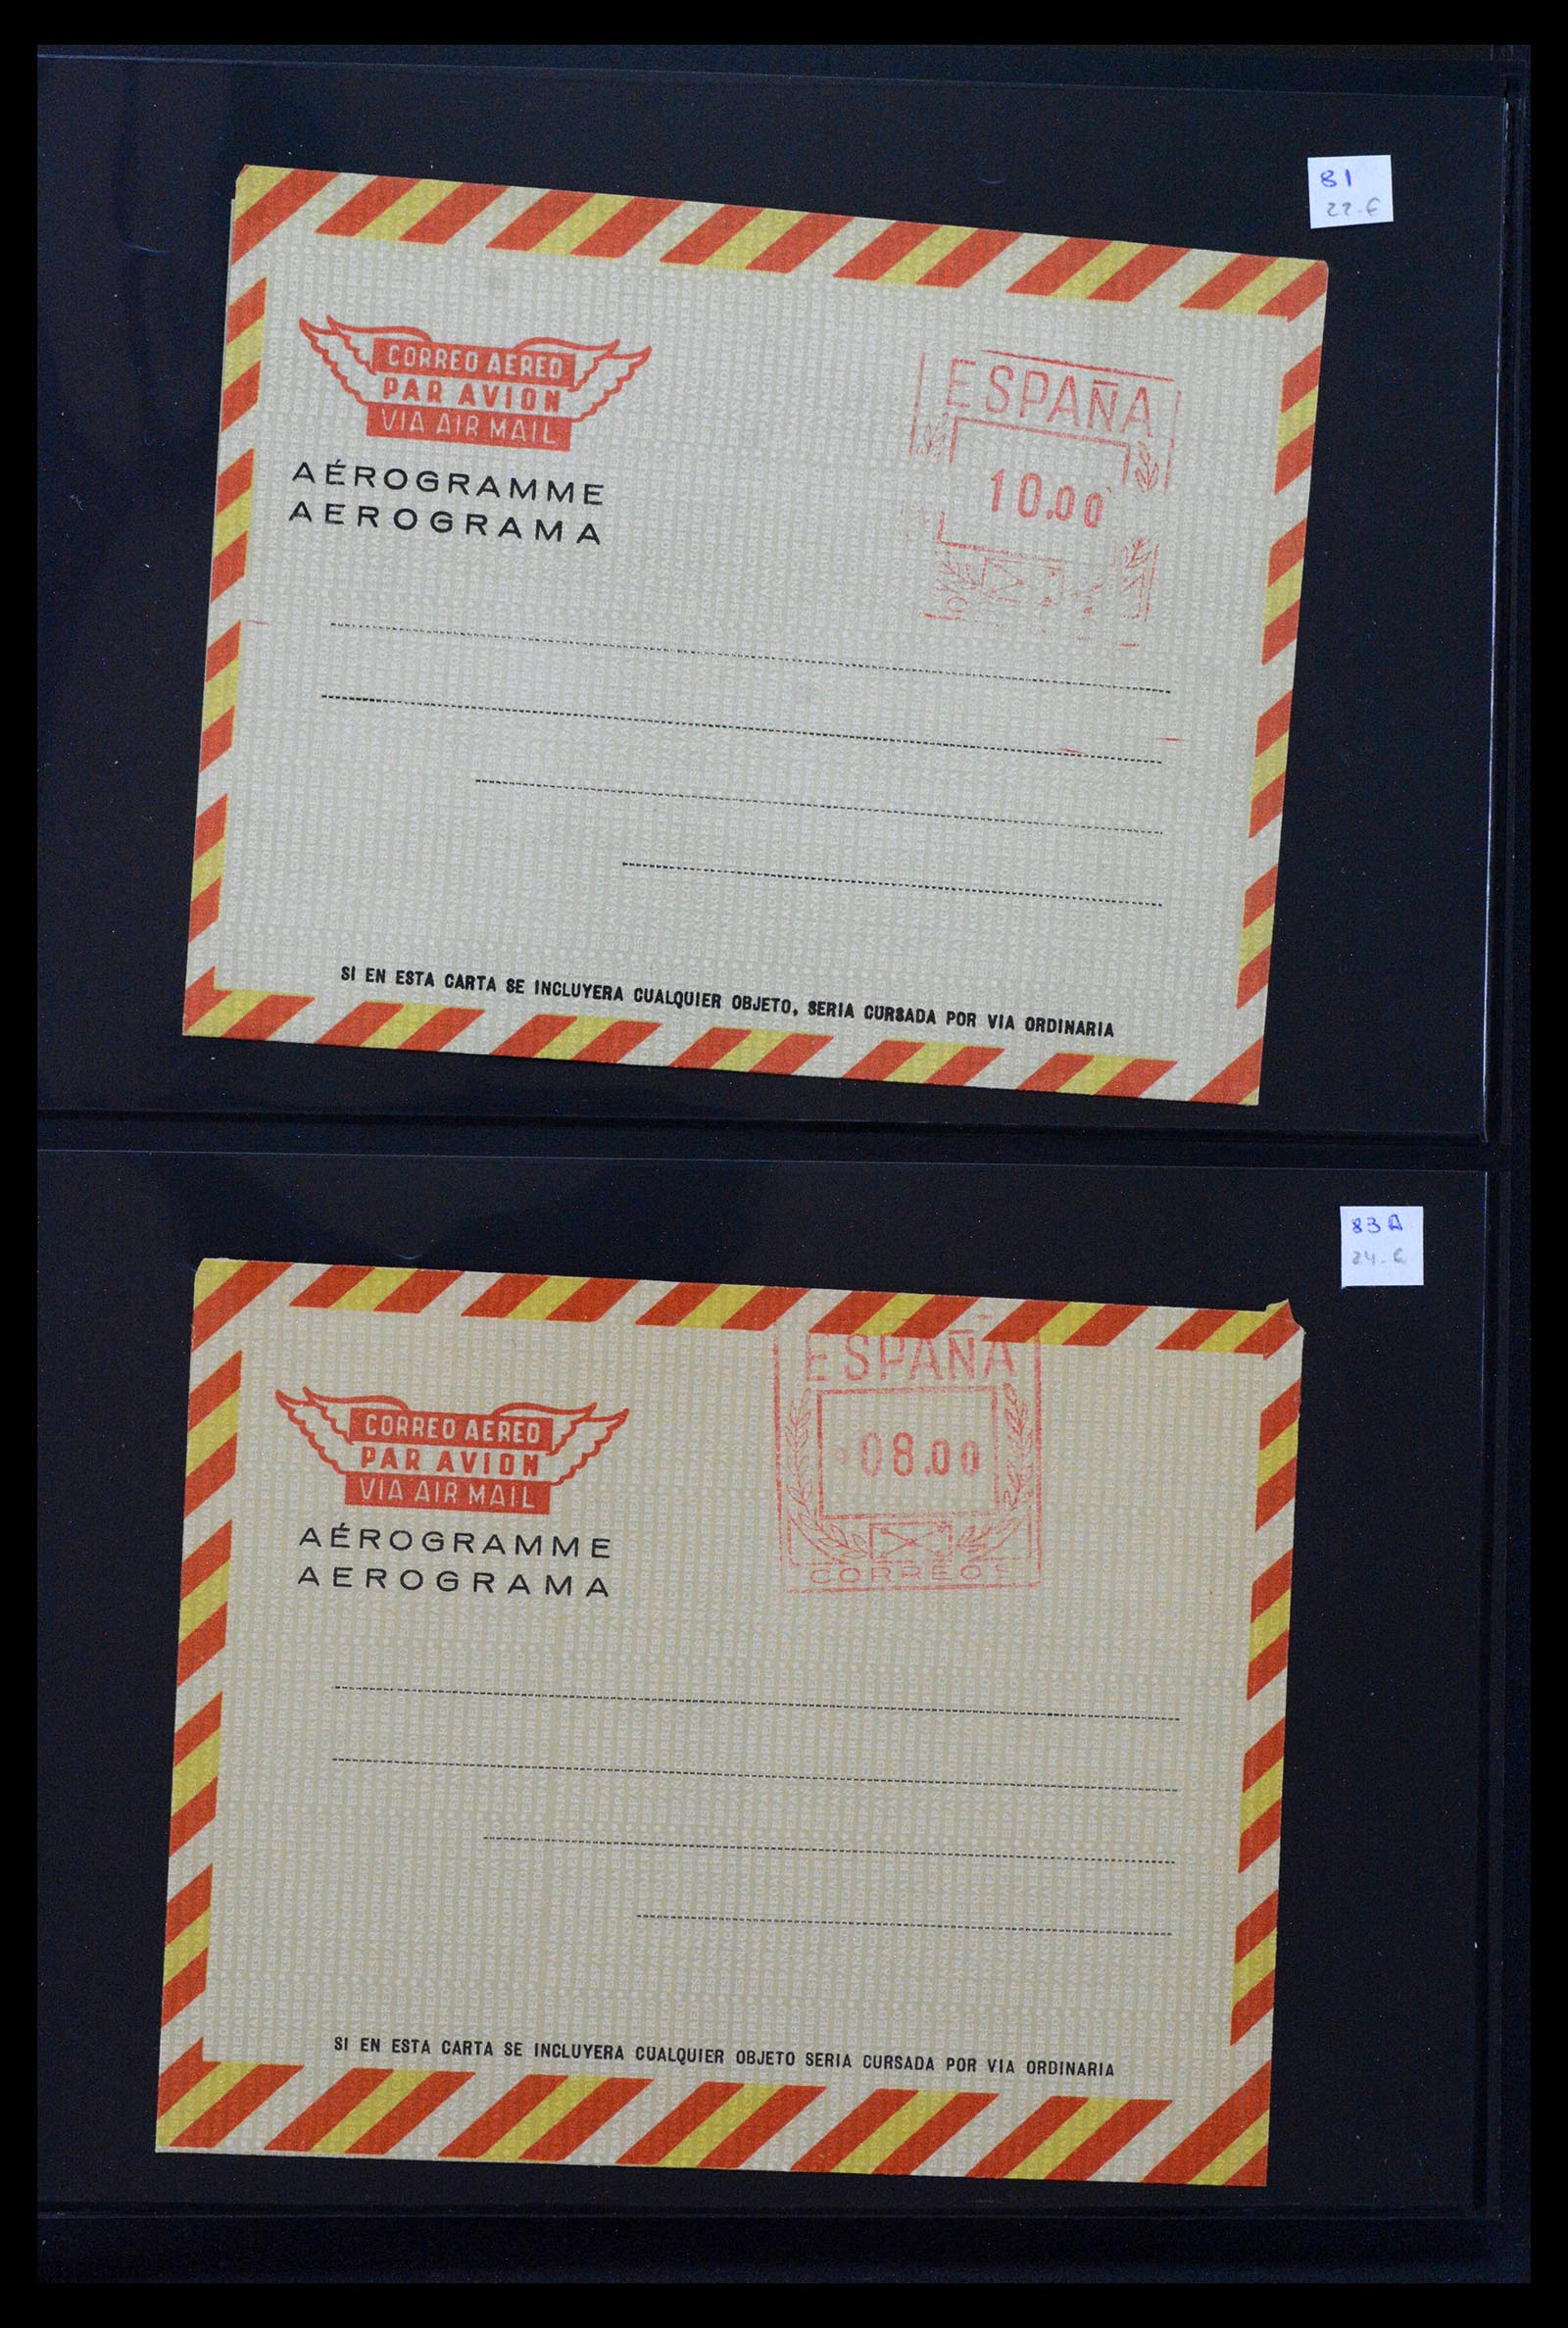 81
22.€
CORREO AEREO
PAR AVION
VIA AIR MAIL
AÉROGRAMME
AEROGRAMA
ESPAÑA
10.00
SI EN ESTA CARTA SE INCLUYERA CUALQUIER OBJETO, SERIA CURSADA POR VIA ORDINARIA
83A
24.€
CORREO AEREO
PAR AVION
VIA AIR MAIL
AÉROGRAMME
AEROGRAMA
ESPAÑA
08.00
CORREOS
SI EN ESTA CARTA SE INCLUYERA CUALQUIER OBJETO SERIA CURSADA POR VIA ORDINARIA